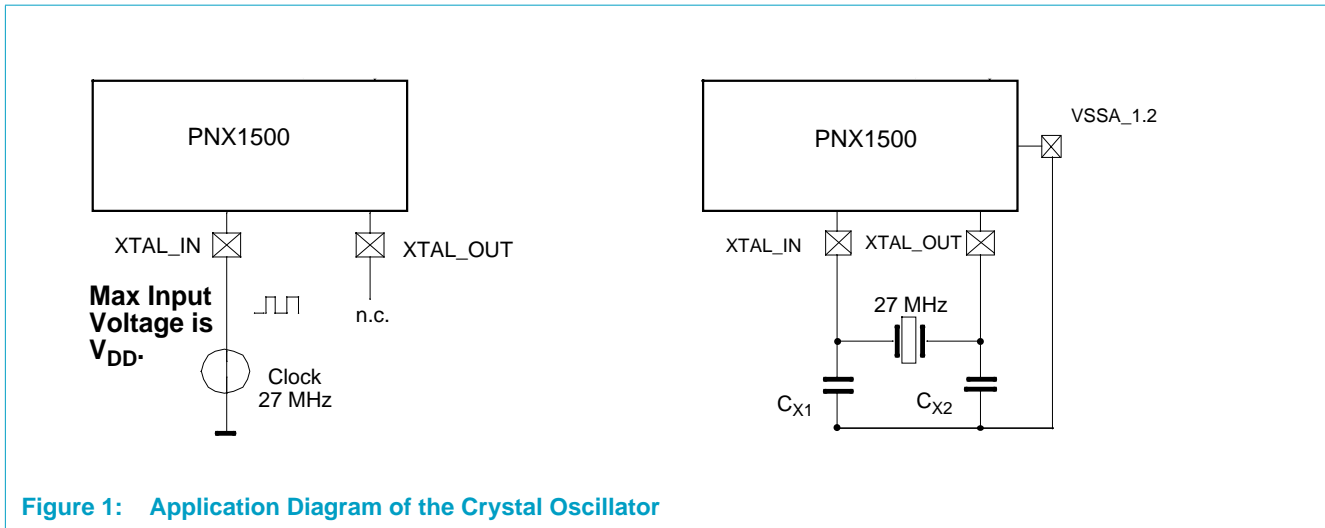 PNX1500
XTAL_IN
XTAL_OUT
Max Input
Voltage is
VDD.
n.c.
Clock
27 MHz
PNX1500
VSSA_1.2
XTAL_IN
XTAL_OUT
27 MHz
CX1
CX2
Figure 1: Application Diagram of the Crystal Oscillator